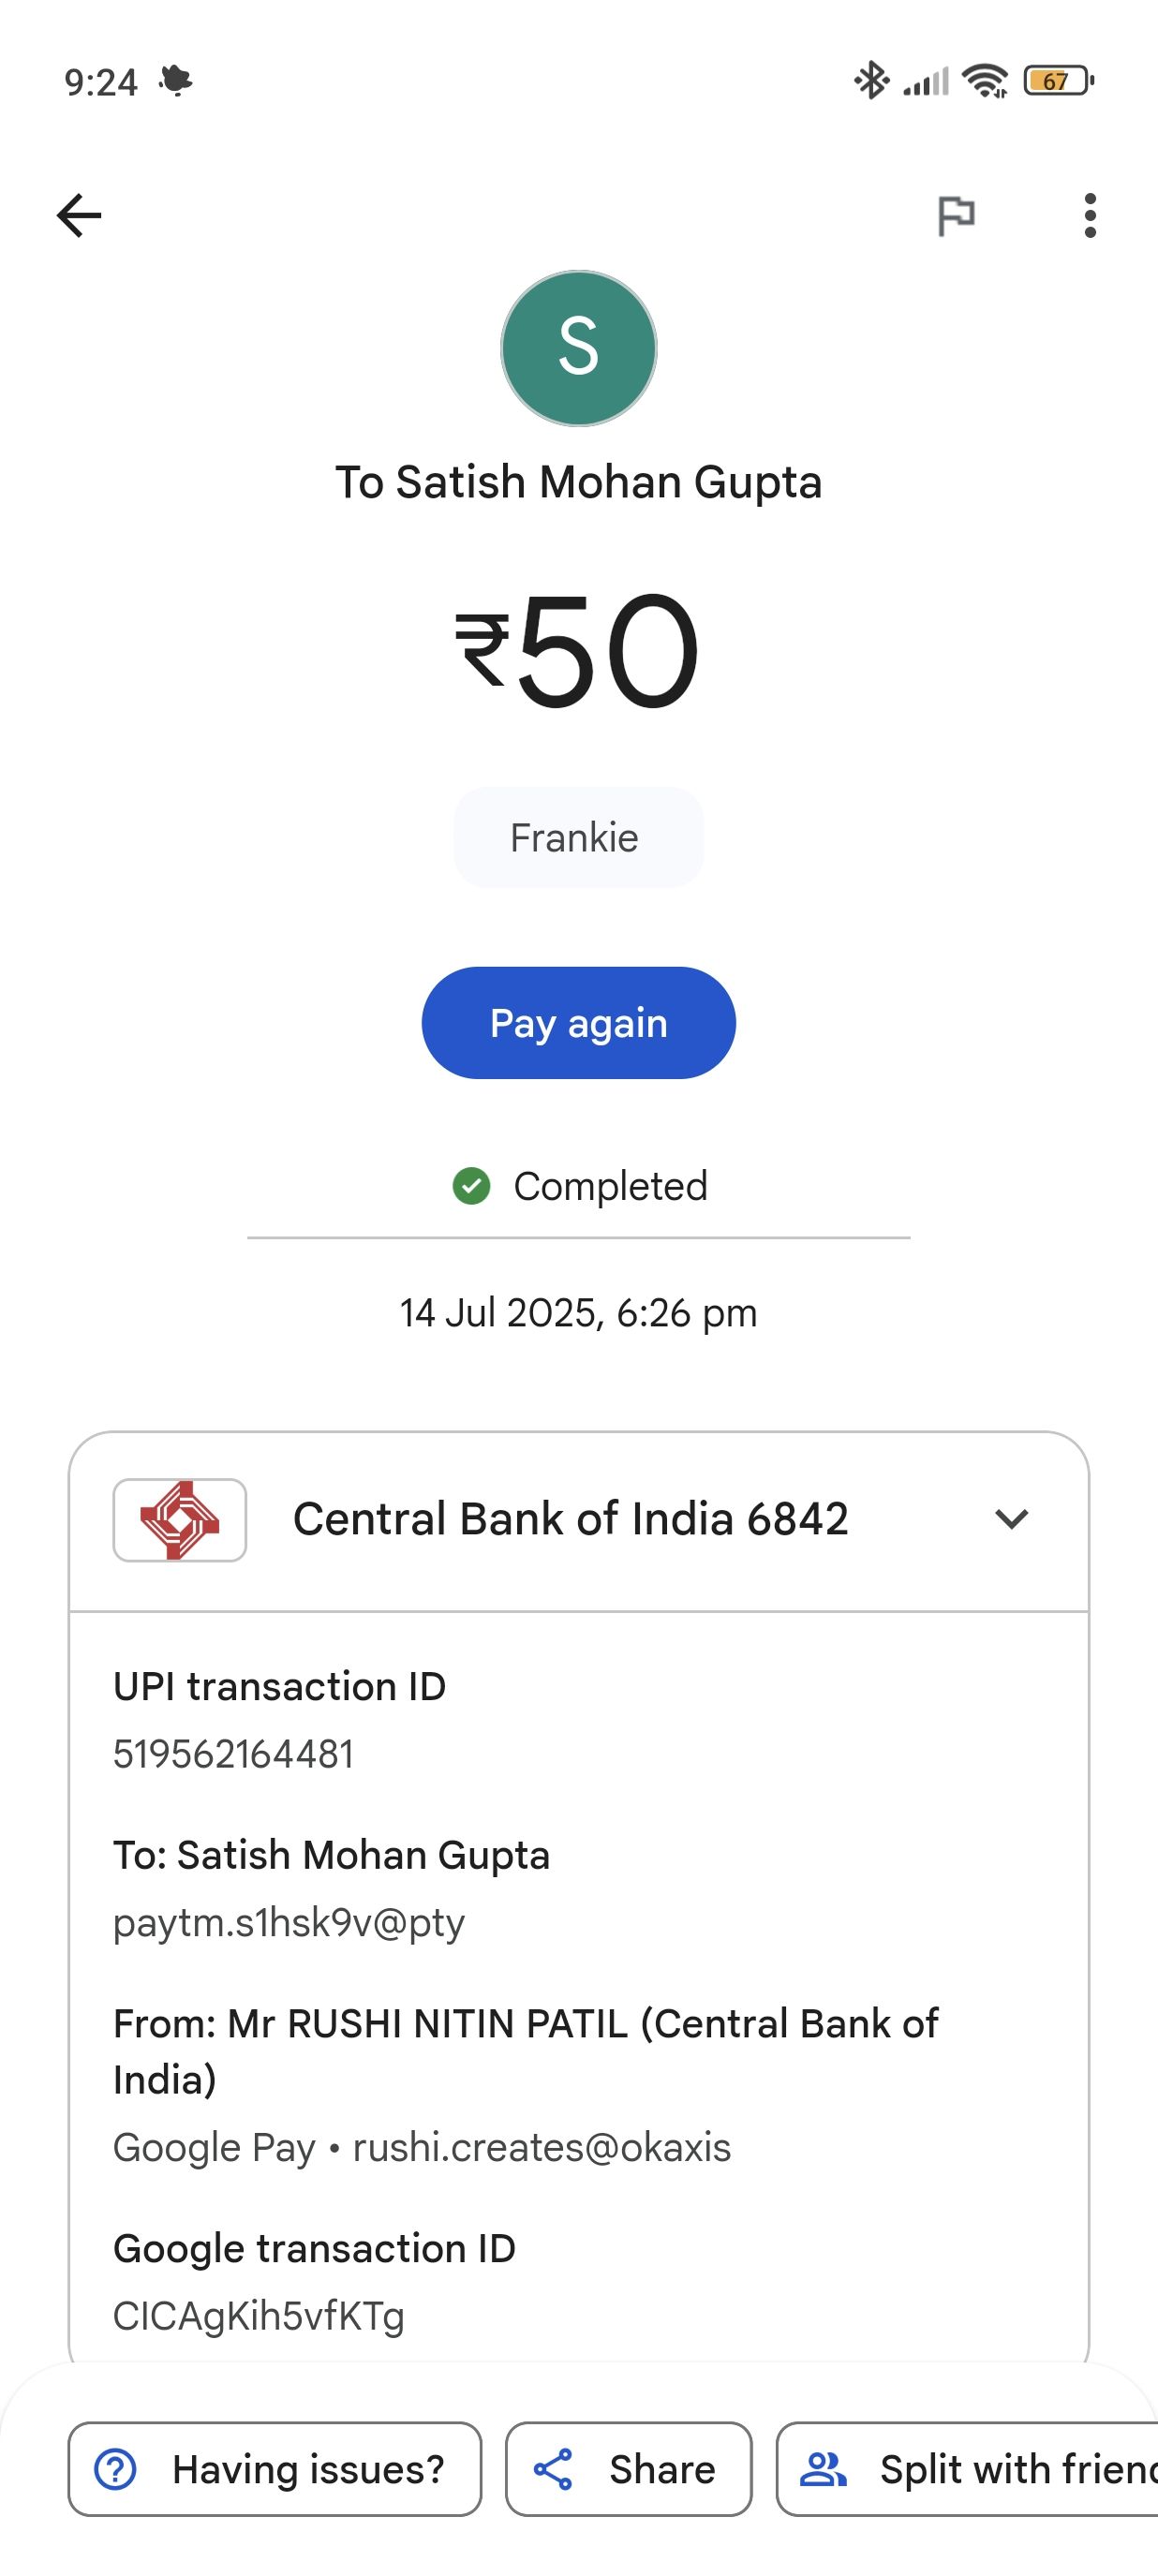 9:24
67
S
To Satish Mohan Gupta
₹50
Frankie
Pay again
Completed
14 Jul 2025, 6:26 pm
Central Bank of India 6842
UPI transaction ID
519562164481
To: Satish Mohan Gupta
paytm.s1hsk9v@pty
From: Mr RUSHI NITIN PATIL (Central Bank of
India)
Google Pay • rushi.creates@okaxis
Google transaction ID
CICAgKih5vfKTg
Having issues?
Share
Split with frien